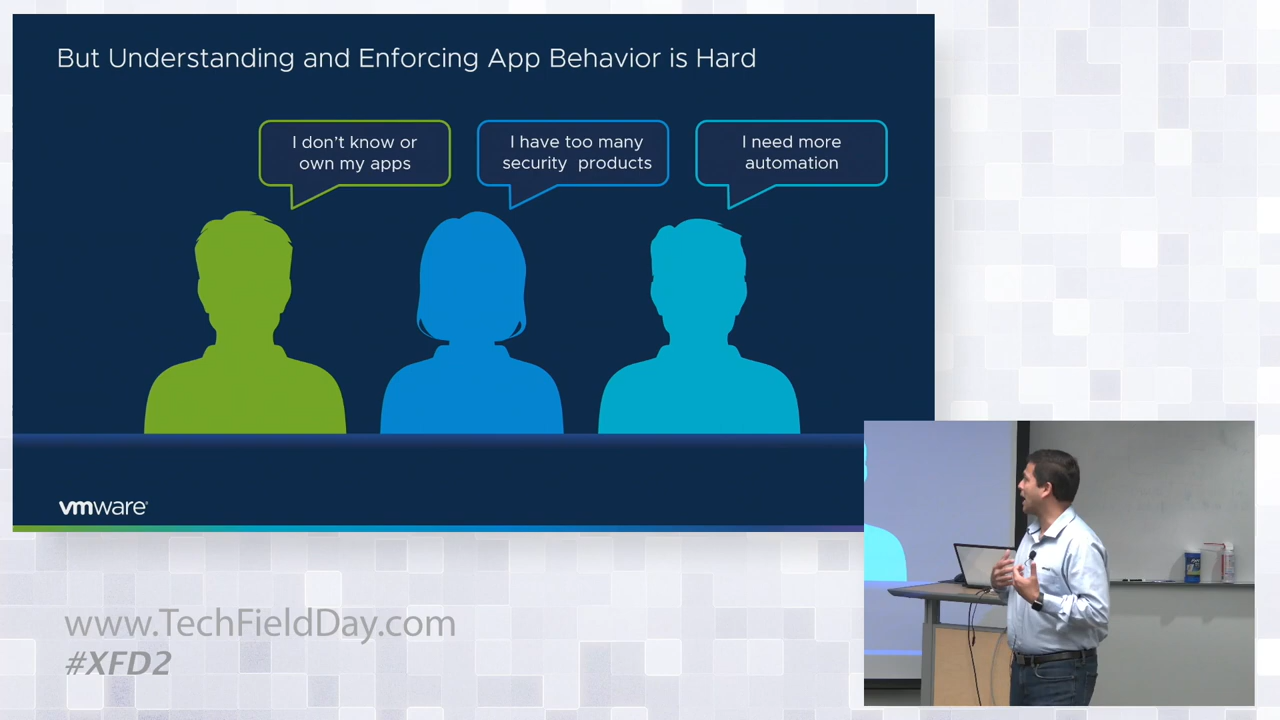 But Understanding and Enforcing App Behavior is Hard
I don't know or
own my apps
I have too many
security products
I need more
automation
vmware
www.TechFieldDay.com
#XFD2